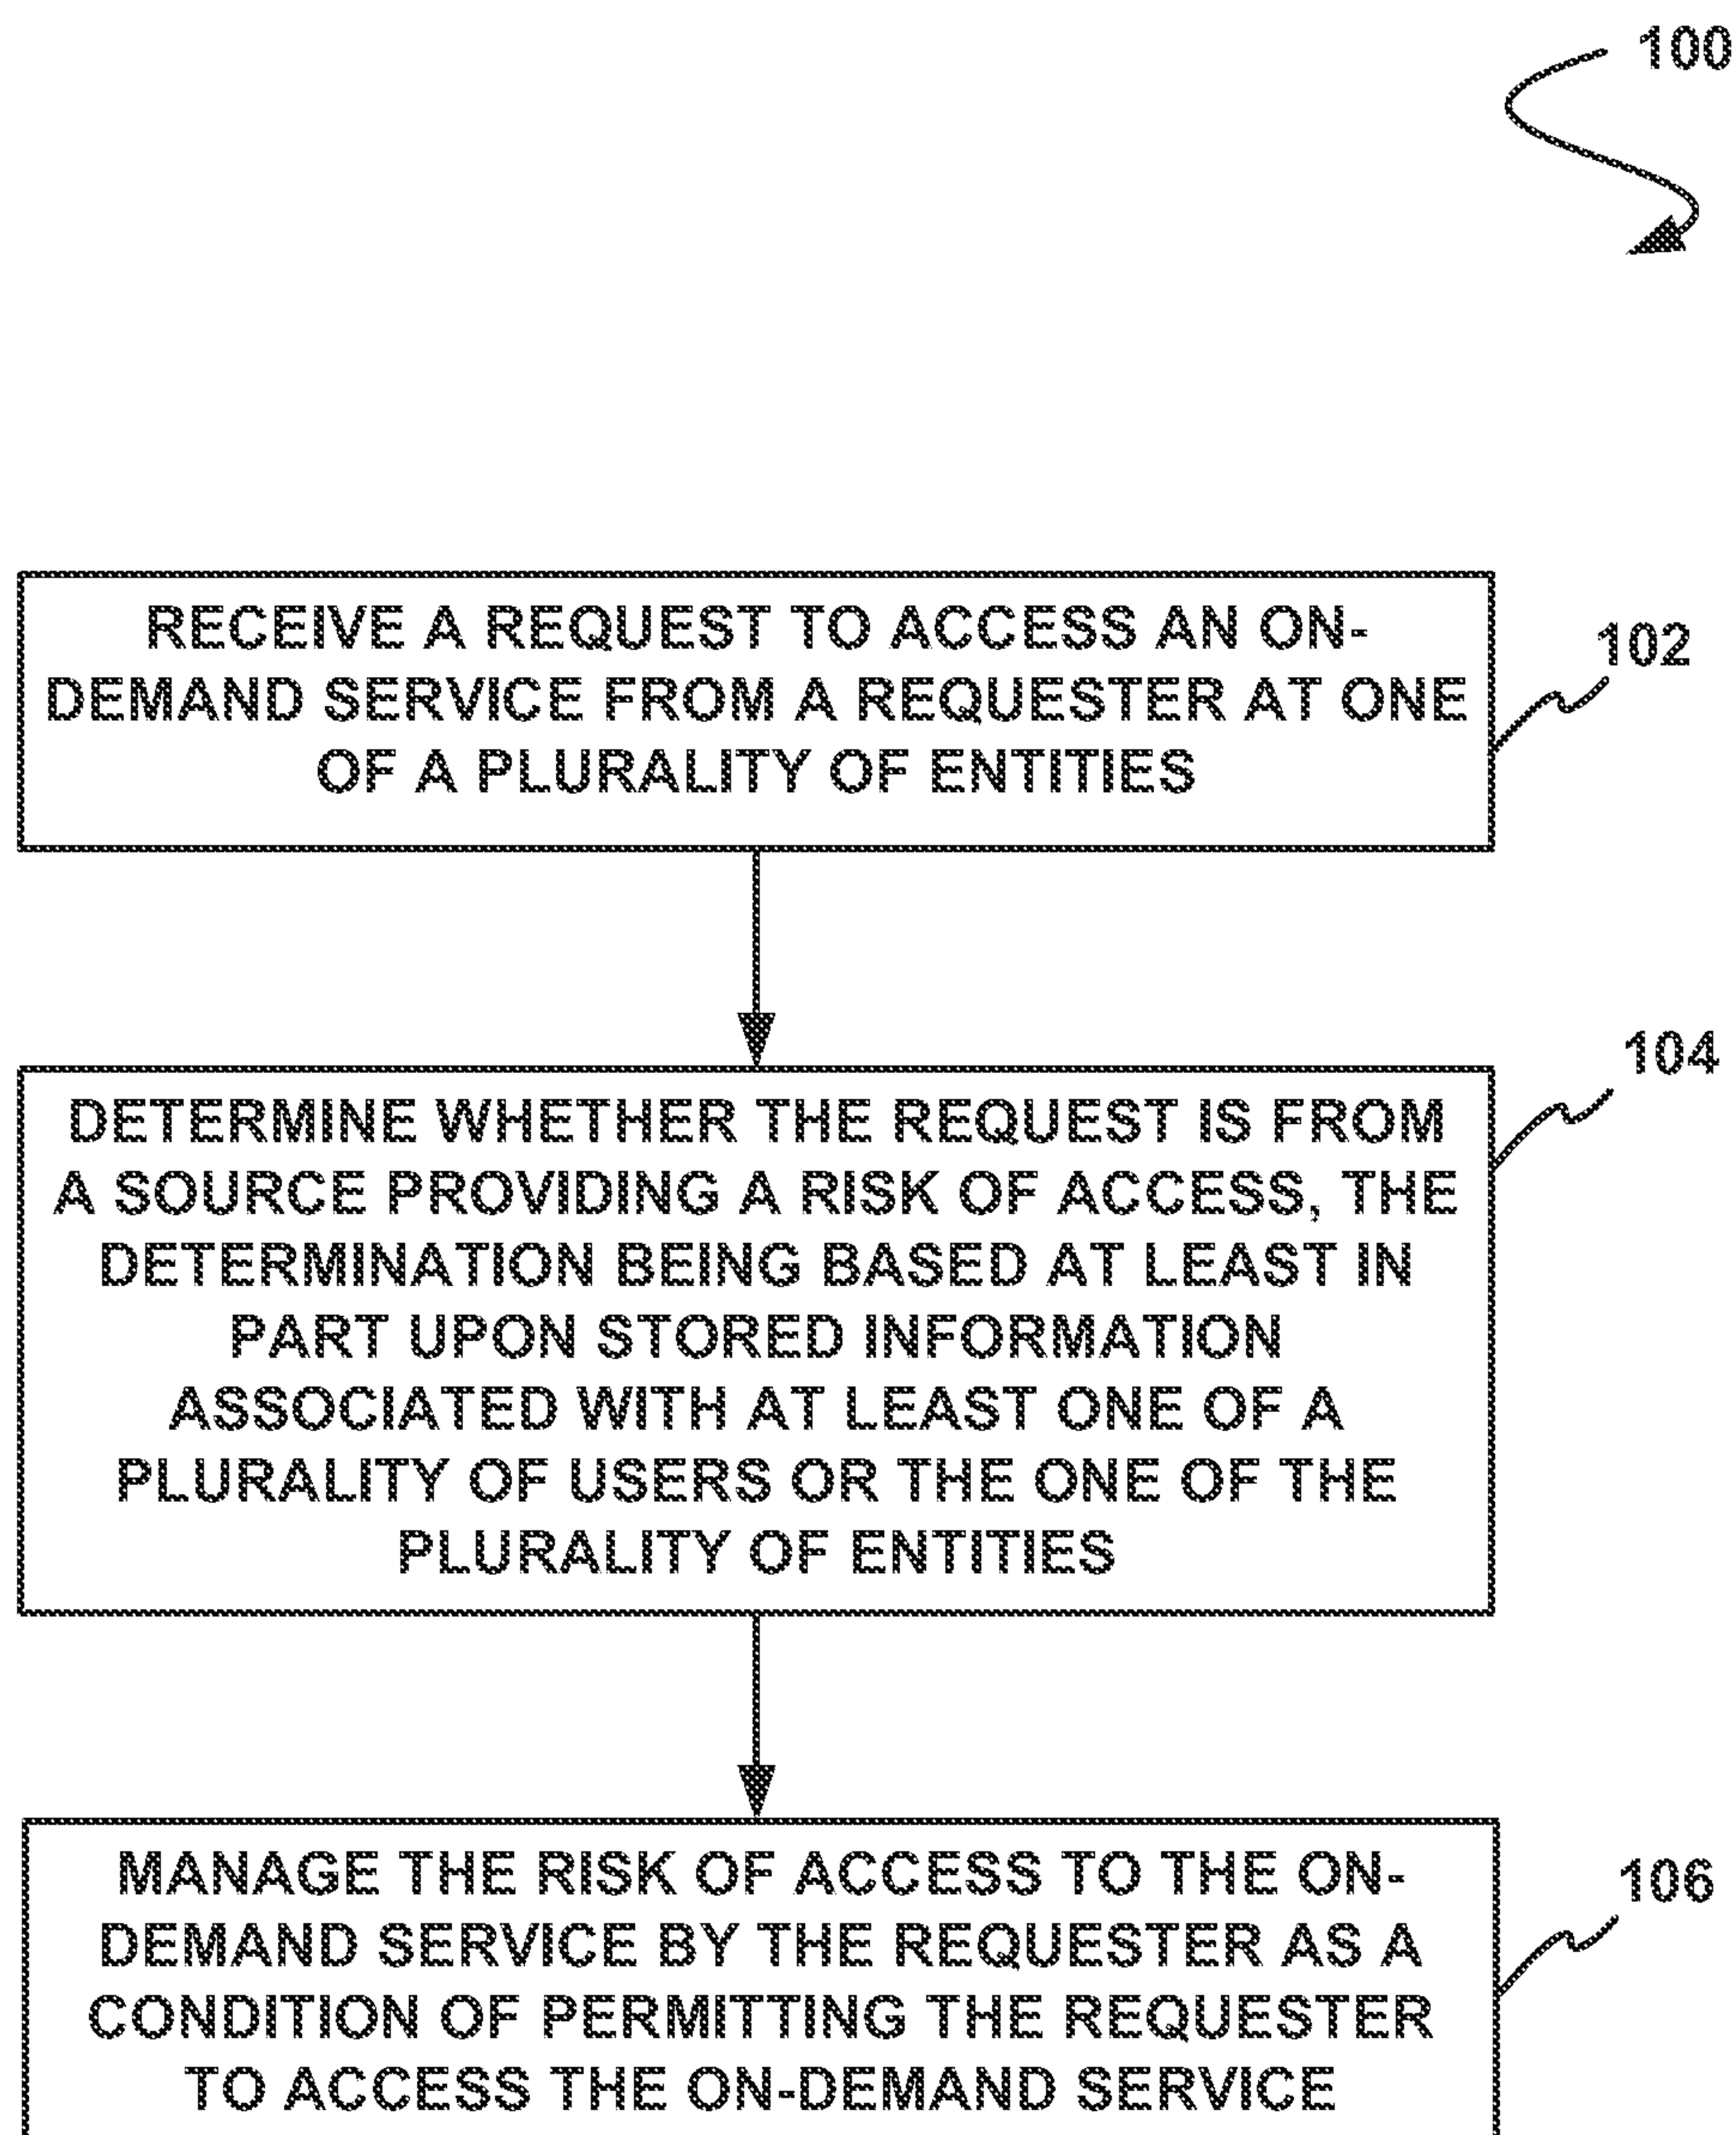 100
RECEIVE A REQUEST TO ACCESS AN ON-
DEMAND SERVICE FROM A REQUESTER AT ONE
OF A PLURALITY OF ENTITIES
102
DETERMINE WHETHER THE REQUEST IS FROM
A SOURCE PROVIDING A RISK OF ACCESS, THE
DETERMINATION BEING BASED AT LEAST IN
PART UPON STORED INFORMATION
ASSOCIATED WITH AT LEAST ONE OF A
PLURALITY OF USERS OR THE ONE OF THE
PLURALITY OF ENTITIES
104
MANAGE THE RISK OF ACCESS TO THE ON-
DEMAND SERVICE BY THE REQUESTER AS A
CONDITION OF PERMITTING THE REQUESTER
TO ACCESS THE ON-DEMAND SERVICE
106